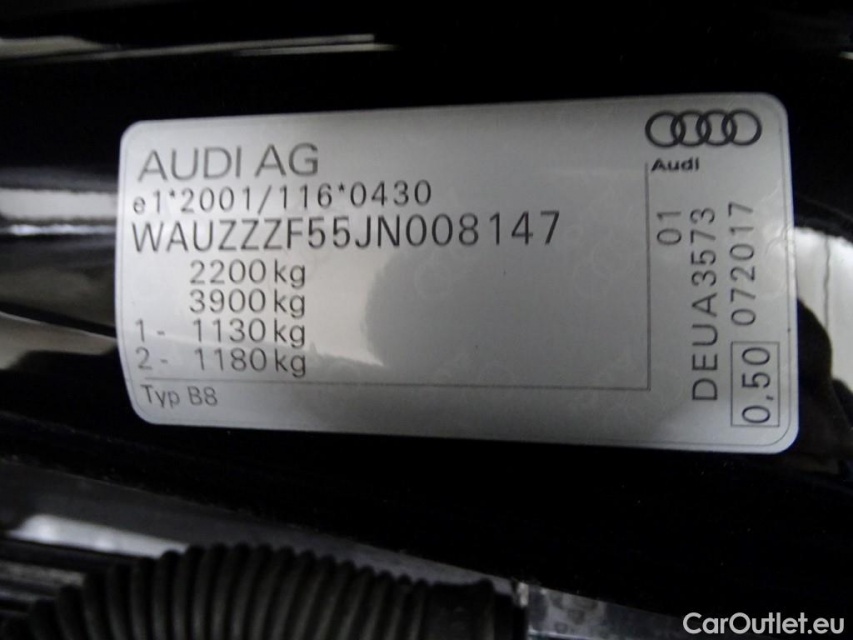 AUDI AG
e1*2001/116*0430
WAUZZZF55JN008147
2200 kg
3900 kg
1 - 1130 kg
2 - 1180 kg
Typ B8
Audi
01
DEUA3573
072017
0,50
CarOutlet.eu